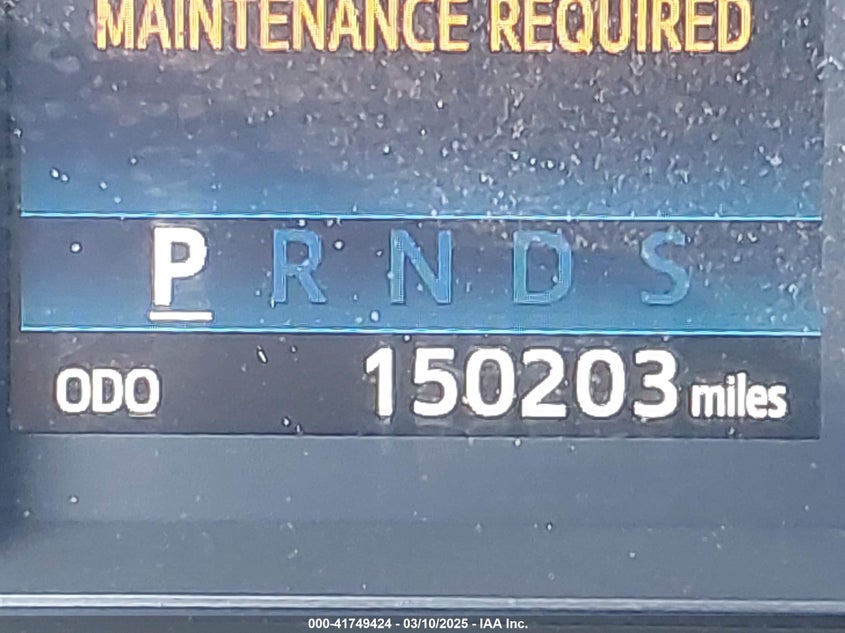 MAINTENANCE REQUIRED
P R N D S
ODO 150203 miles
000-41749424 - 03/10/2025 - IAA Inc.